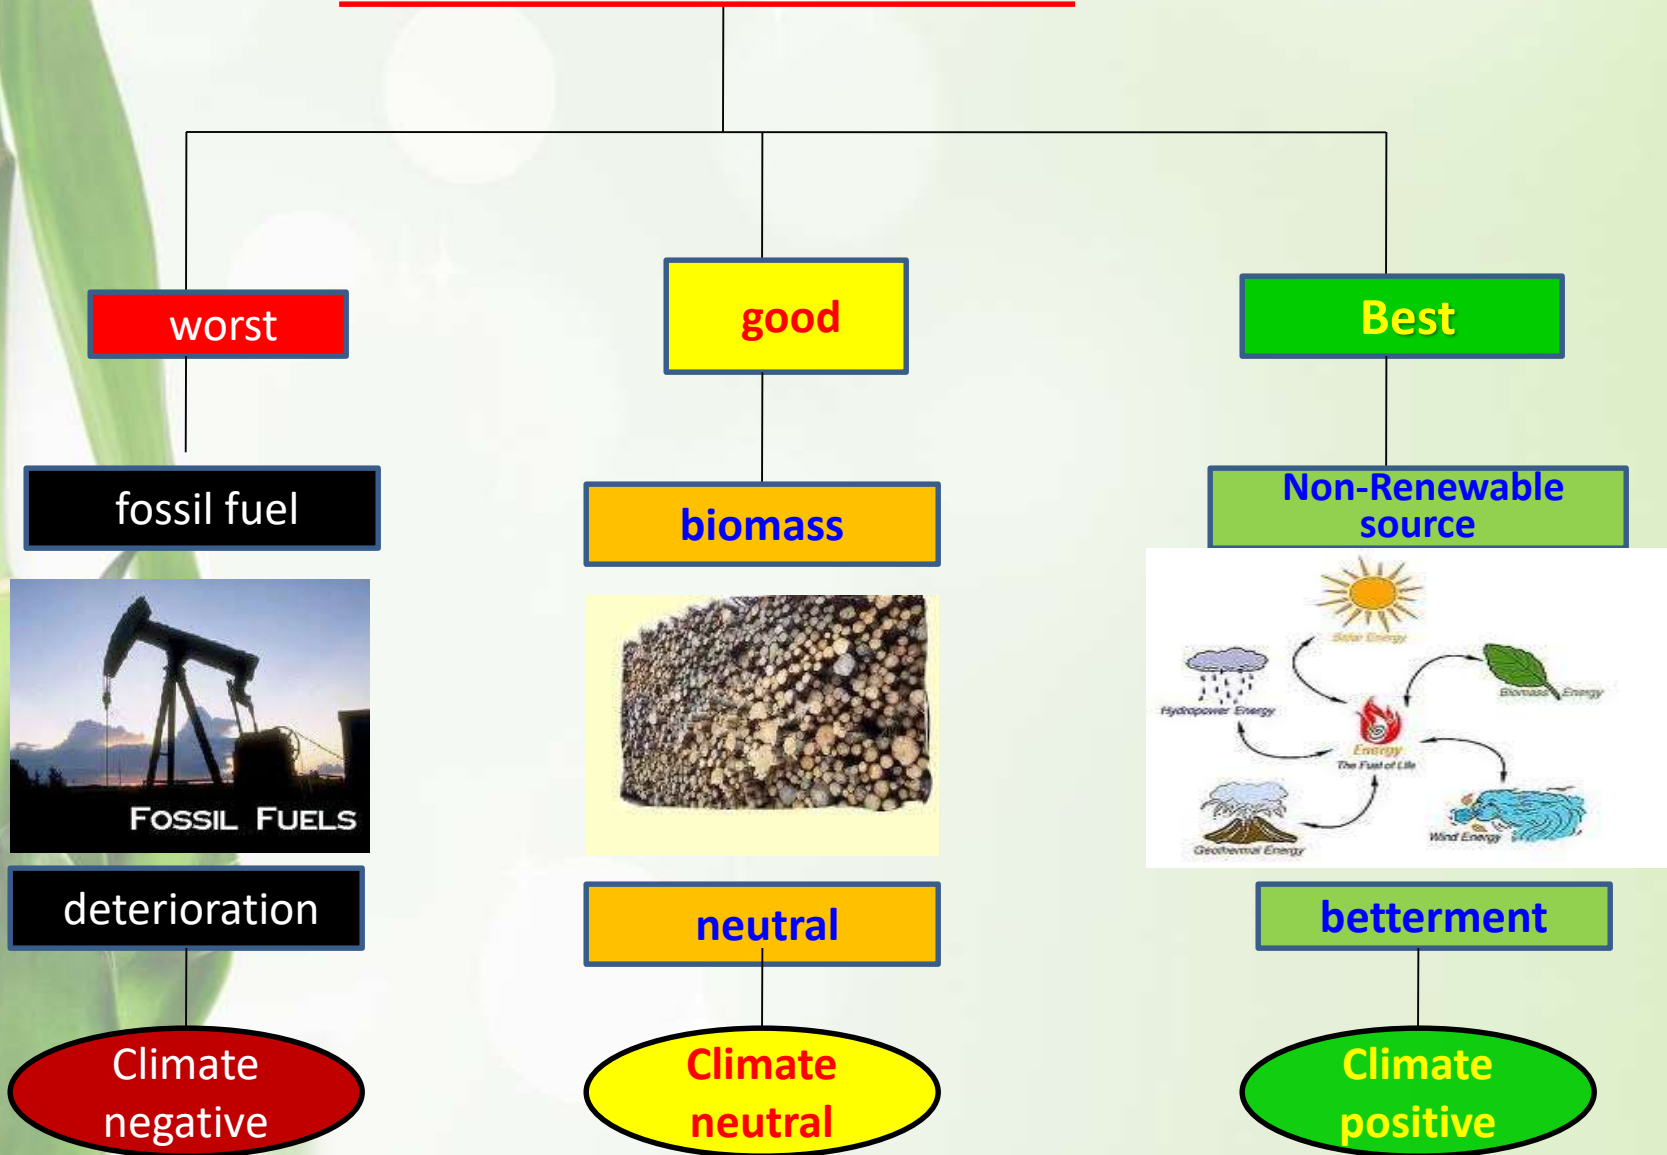 worst
good
Best
fossil fuel
biomass
Non-Renewable
source
FOSSIL FUELS
Solar Energy
Hydropower Energy
Biomass Energy
Energy
The Fuel of Life
Geothermal Energy
Wind Energy
deterioration
neutral
betterment
Climate
negative
Climate
neutral
Climate
positive